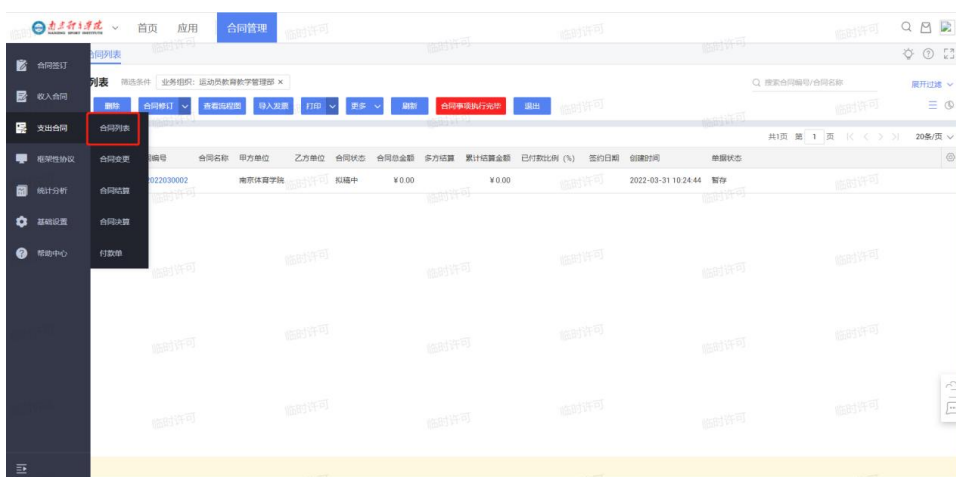 南京体育学院 首页 应用 合同管理
合同签订 合同列表
收入合同 列表 筛选条件 业务组织：运动员教育教学管理部 × 搜索合同编号/合同名称 展开过滤
删除 合同修订 查看流程图 导入发票 打印 更多 刷新 合同事项执行完毕 退出
支出合同 合同列表 共1页 第 1 页 20条/页
框架性协议 合同变更 编号 合同名称 甲方单位 乙方单位 合同状态 合同总金额 多方结算 累计结算金额 已付款比例 (%) 签约日期 创建时间 单据状态
统计分析 合同结算 2022030002 南京体育学院 拟稿中 ¥0.00 ¥0.00 2022-03-31 10:24:44 暂存
基础设置 合同决算
帮助中心 付款单
临时许可